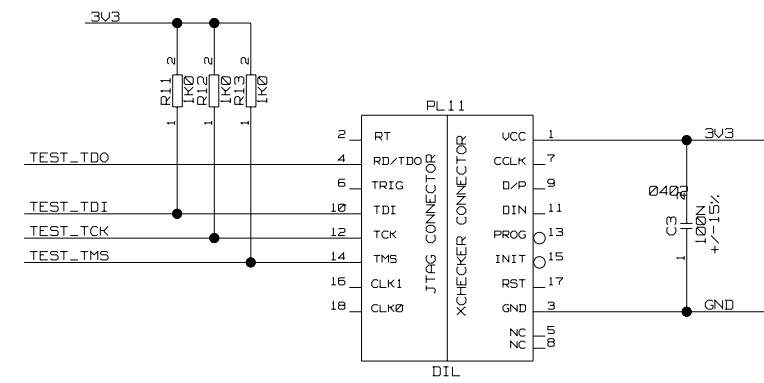 3V3
2 2 2
R11 1K0 R12 1K0 R13 1K0
1 1 1
PL11
2 RT VCC 1 3V3
TEST_TDO 4 RD/TDO CCLK 7
6 TRIG D/P 9 0402 2
TEST_TDI 10 TDI DIN 11
TEST_TCK 12 TCK PROG 13
C3 100N +/-15%
TEST_TMS 14 TMS INIT 15 1
16 CLK1 RST 17
18 CLK0 GND 3 GND
NC 5
NC 8
JTAG CONNECTOR
XCHECKER CONNECTOR
DIL